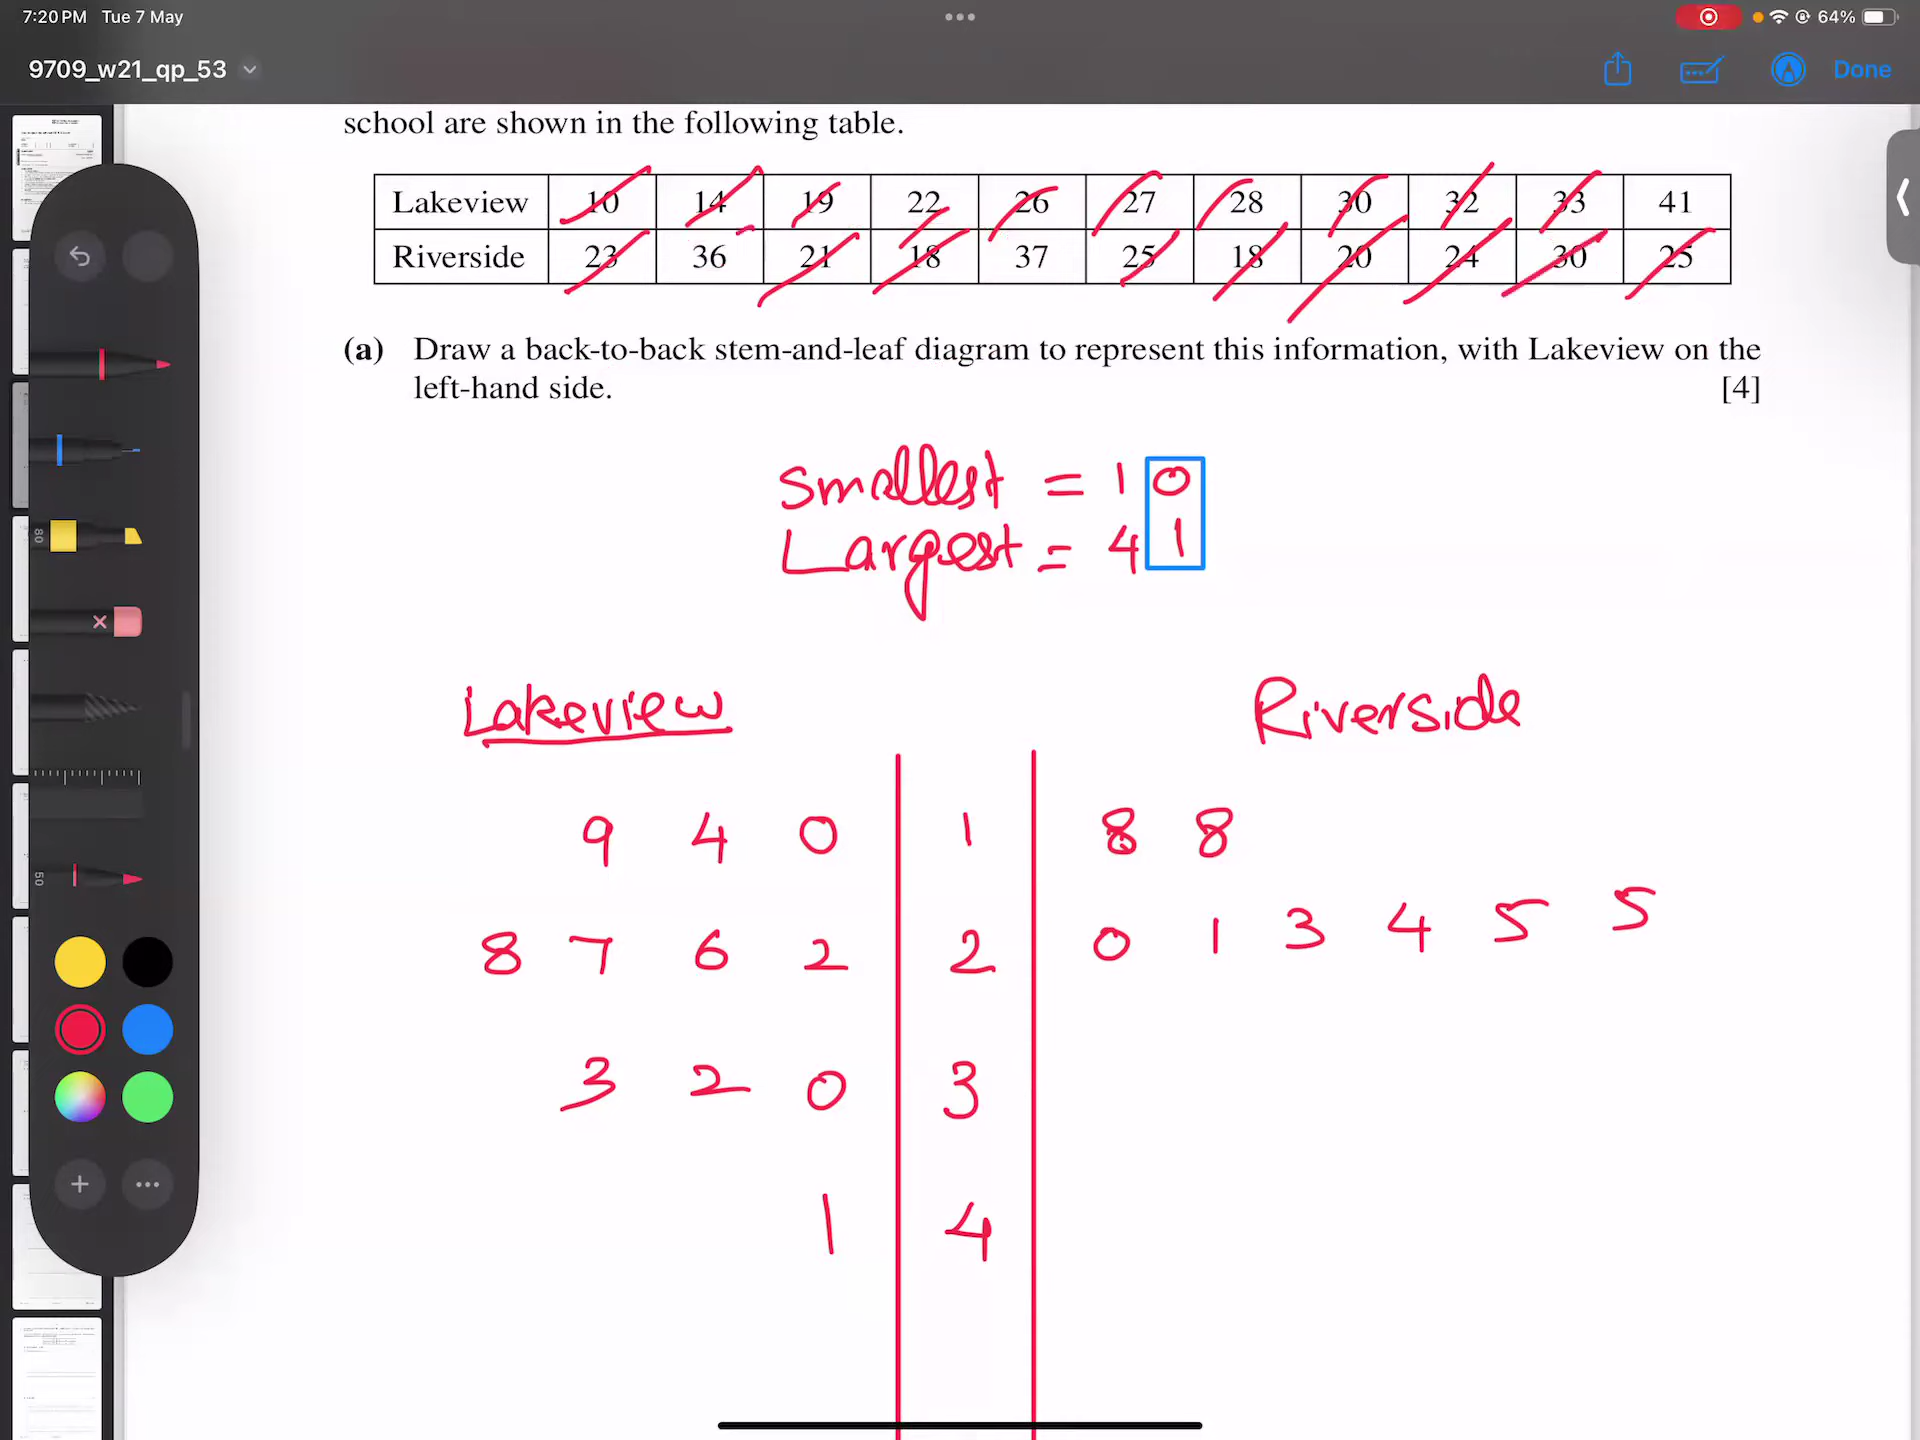 7:20 PM Tue 7 May
64%
9709_w21_qp_53
Done
school are shown in the following table.
Lakeview 10 14 19 22 26 27 28 30 32 33 41
Riverside 23 36 21 18 37 25 18 20 24 30 25
(a) Draw a back-to-back stem-and-leaf diagram to represent this information, with Lakeview on the
left-hand side. [4]
Smallest = 10
Largest = 41
Lakeview Riverside
9 4 0 1 8 8
8 7 6 2 2 0 1 3 4 5 5
3 2 0 3
1 4
80
50